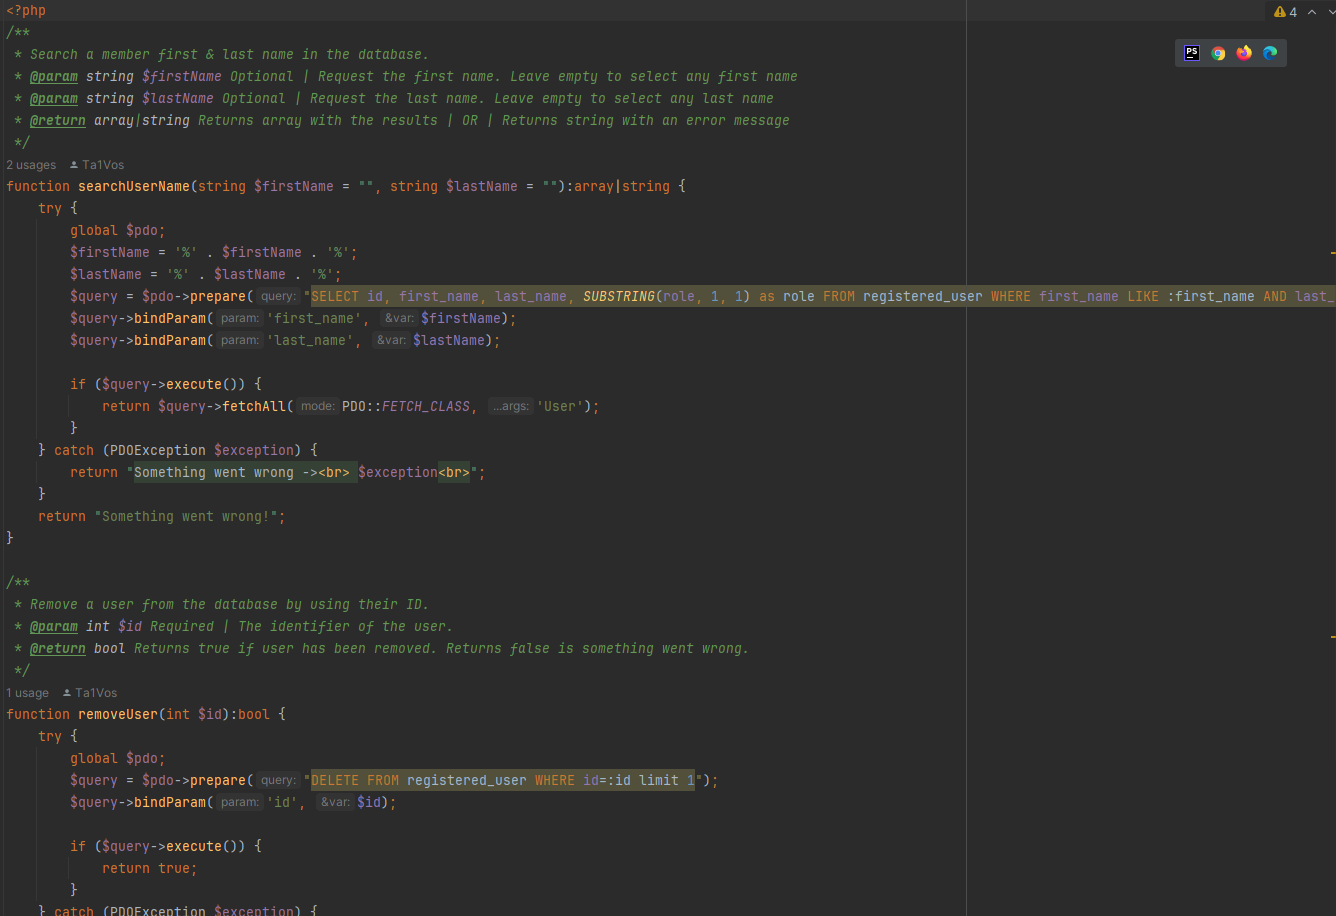 <?php
4
/**
 * Search a member first & last name in the database.
PS
 * @param string $firstName Optional | Request the first name. Leave empty to select any first name
 * @param string $lastName Optional | Request the last name. Leave empty to select any last name
 * @return array|string Returns array with the results | OR | Returns string with an error message
 */
2 usages Ta1Vos
function searchUserName(string $firstName = "", string $lastName = ""):array|string {
    try {
        global $pdo;
        $firstName = '%' . $firstName . '%';
        $lastName = '%' . $lastName . '%';
        $query = $pdo->prepare( query: "SELECT id, first_name, last_name, SUBSTRING(role, 1, 1) as role FROM registered_user WHERE first_name LIKE :first_name AND last_
        $query->bindParam( param: 'first_name', &var: $firstName);
        $query->bindParam( param: 'last_name', &var: $lastName);
        if ($query->execute()) {
            return $query->fetchAll( mode: PDO::FETCH_CLASS, ...args: 'User');
        }
    } catch (PDOException $exception) {
        return "Something went wrong -><br> $exception<br>";
    }
    return "Something went wrong!";
}
/**
 * Remove a user from the database by using their ID.
 * @param int $id Required | The identifier of the user.
 * @return bool Returns true if user has been removed. Returns false is something went wrong.
 */
1 usage Ta1Vos
function removeUser(int $id):bool {
    try {
        global $pdo;
        $query = $pdo->prepare( query: "DELETE FROM registered_user WHERE id=:id limit 1");
        $query->bindParam( param: 'id', &var: $id);
        if ($query->execute()) {
            return true;
        }
    } catch (PDOException $exception) {